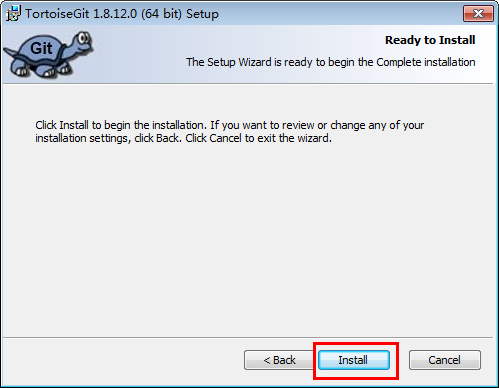 TortoiseGit 1.8.12.0 (64 bit) Setup
Git
Ready to Install
The Setup Wizard is ready to begin the Complete installation
Click Install to begin the installation. If you want to review or change any of your
installation settings, click Back. Click Cancel to exit the wizard.
< Back Install Cancel